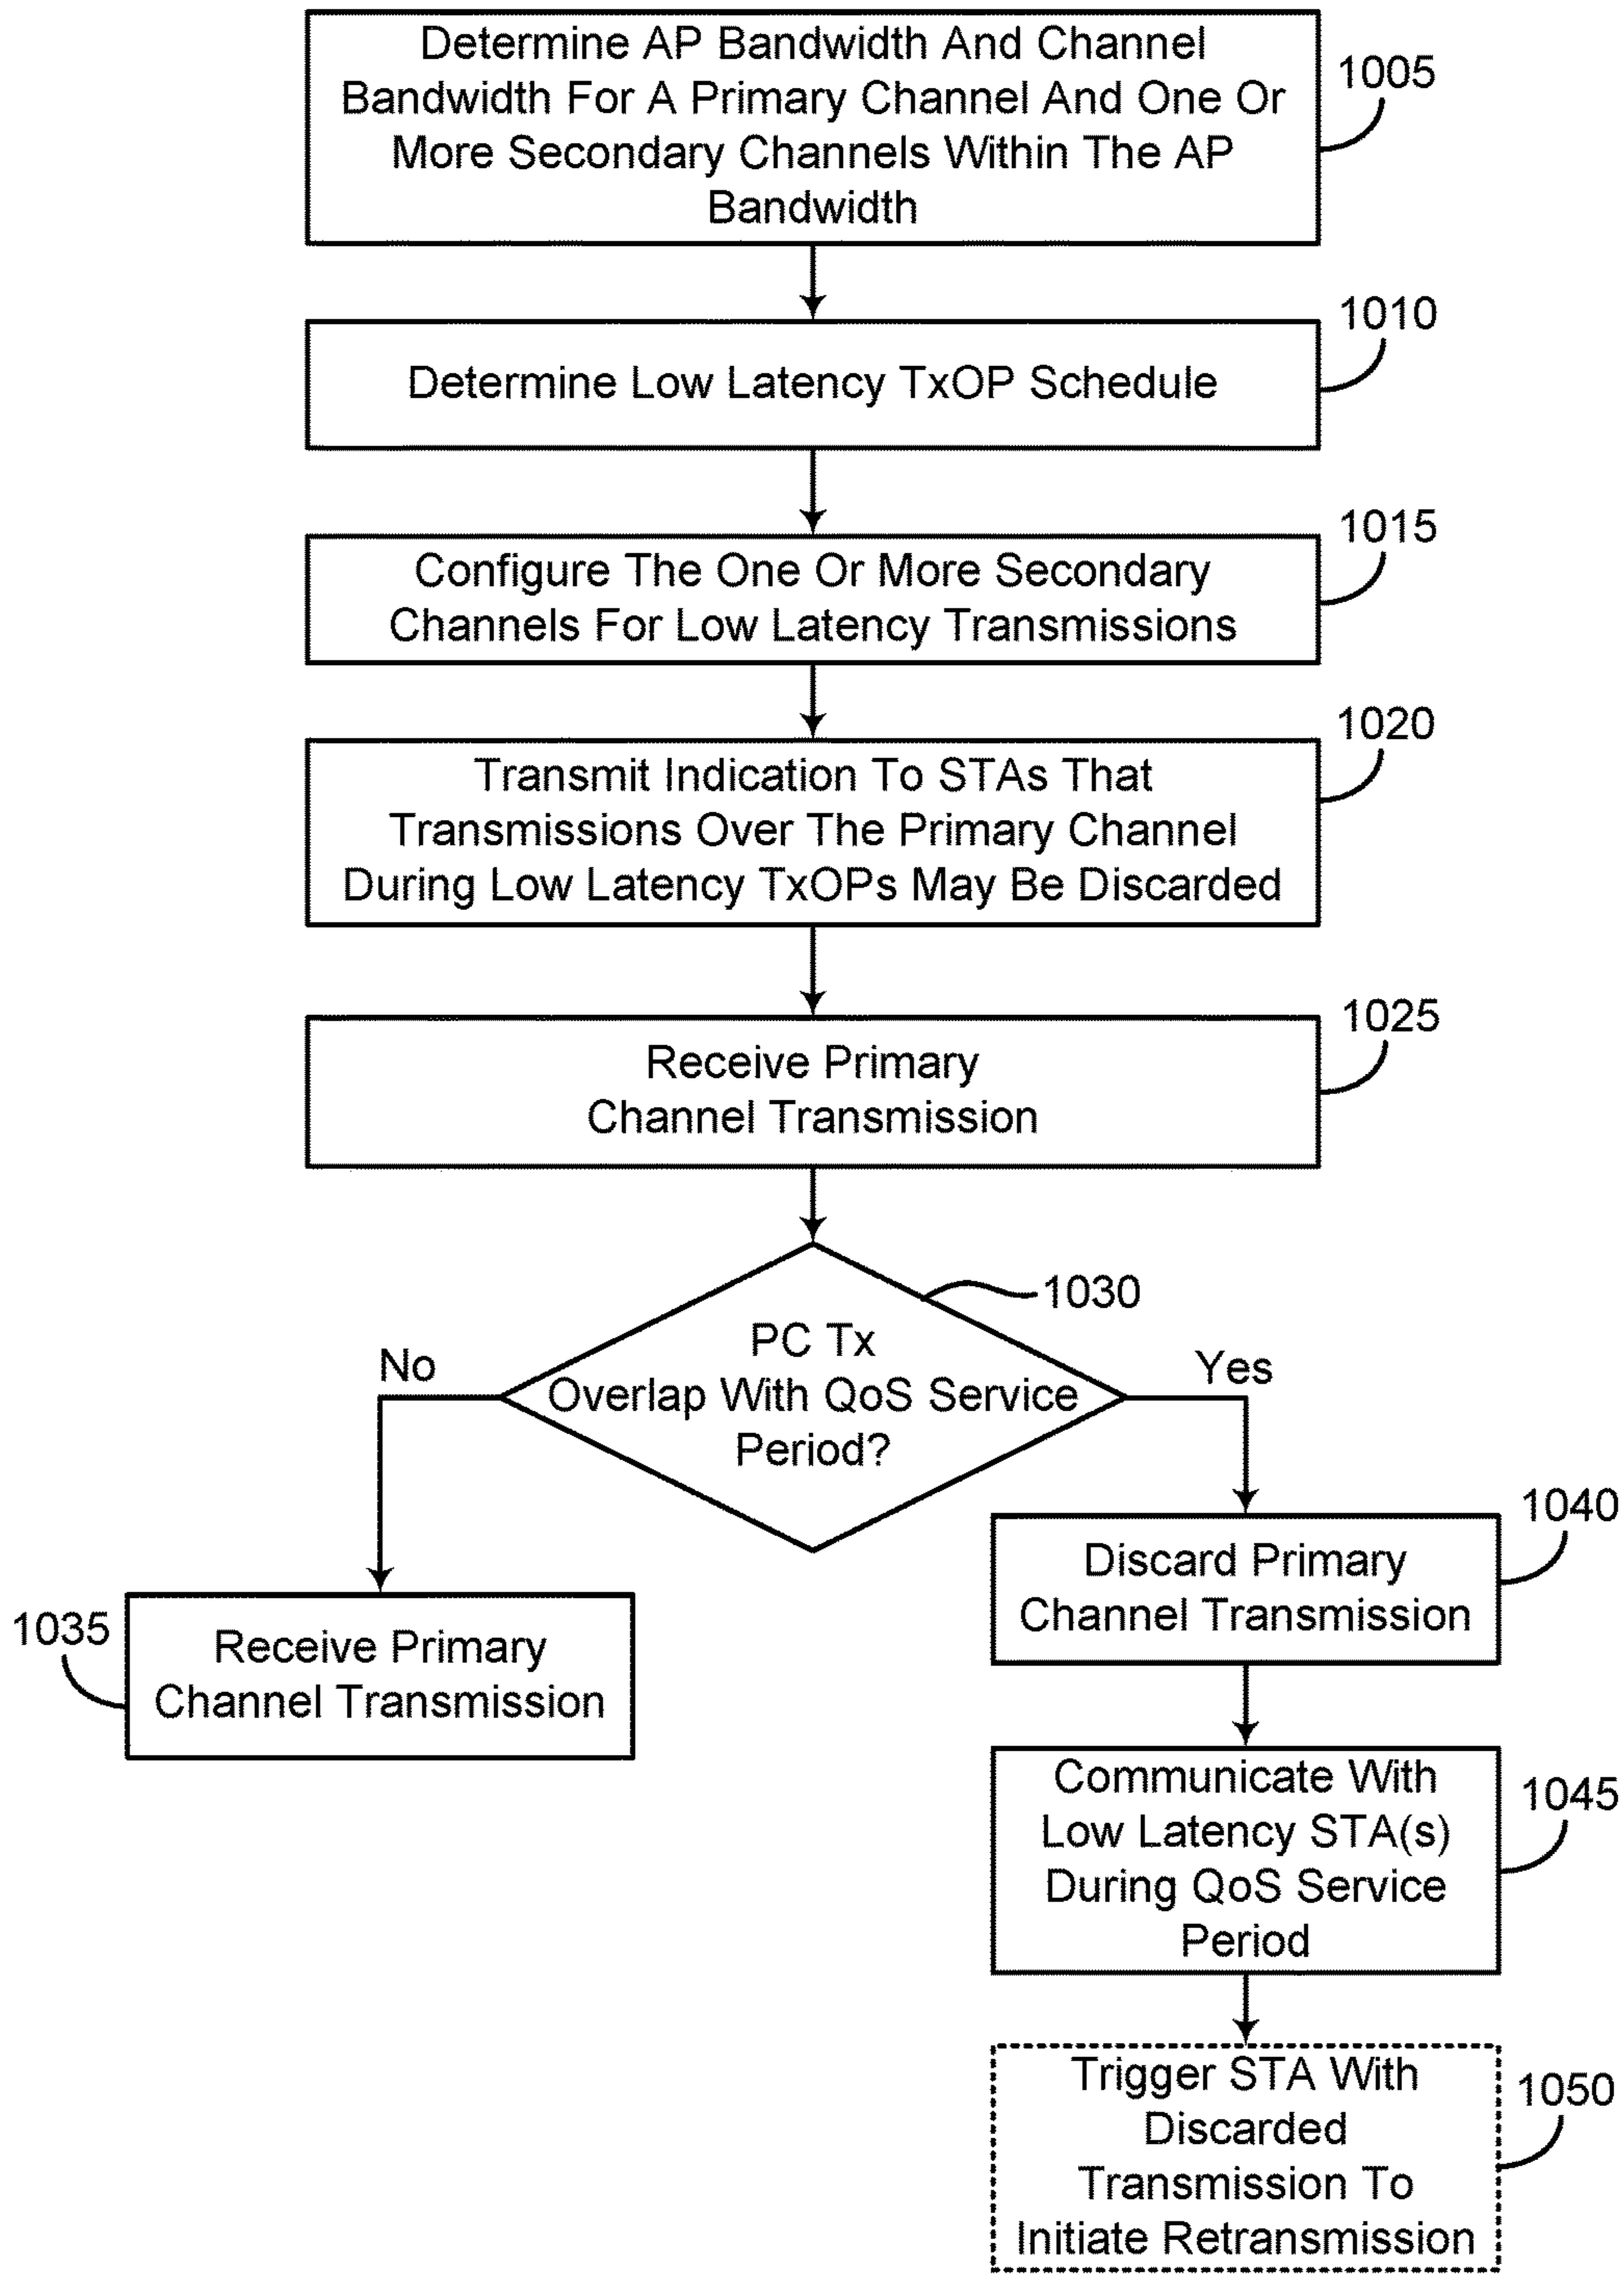 Determine AP Bandwidth And Channel
Bandwidth For A Primary Channel And One Or
More Secondary Channels Within The AP
Bandwidth
1005
1010
Determine Low Latency TxOP Schedule
1015
Configure The One Or More Secondary
Channels For Low Latency Transmissions
1020
Transmit Indication To STAs That
Transmissions Over The Primary Channel
During Low Latency TxOPs May Be Discarded
1025
Receive Primary
Channel Transmission
1030
PC Tx
Overlap With QoS Service
Period?
No
Yes
1035
Receive Primary
Channel Transmission
1040
Discard Primary
Channel Transmission
1045
Communicate With
Low Latency STA(s)
During QoS Service
Period
1050
Trigger STA With
Discarded
Transmission To
Initiate Retransmission